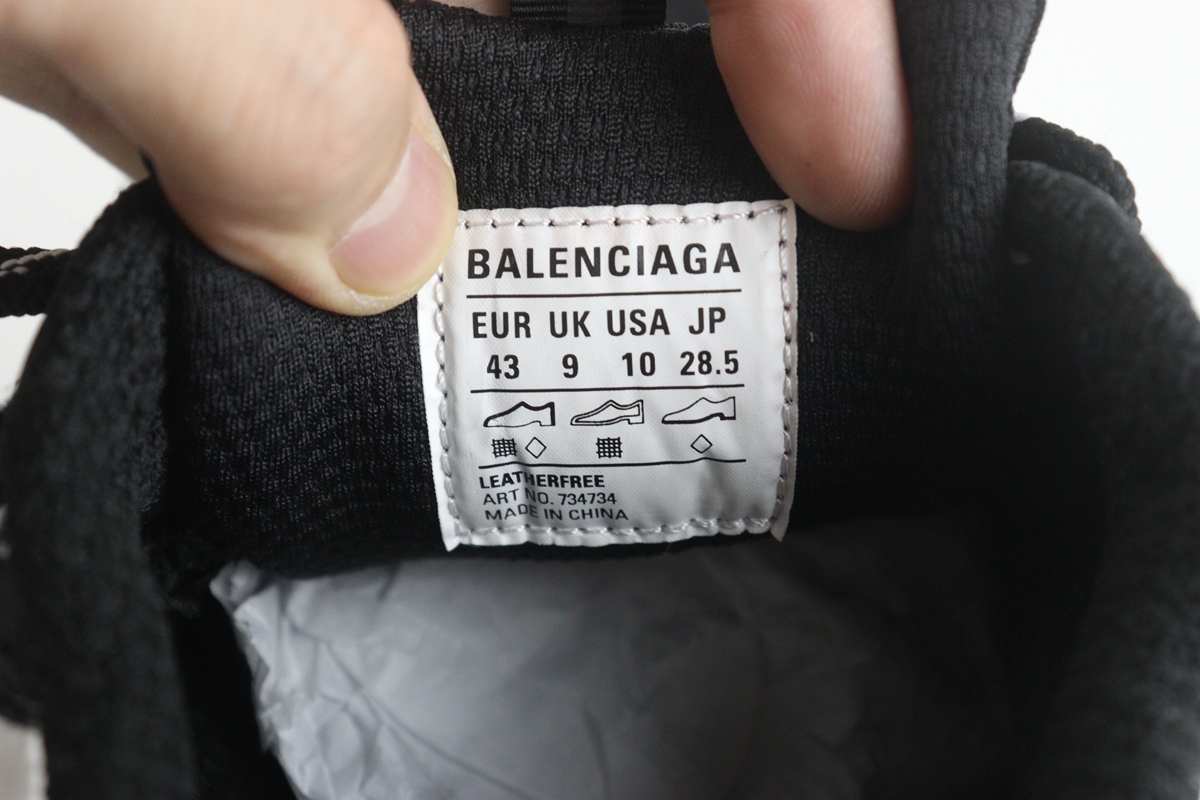 BALENCIAGA
EUR UK USA JP
43 9 10 28.5
LEATHERFREE
ART NO. 734734
MADE IN CHINA